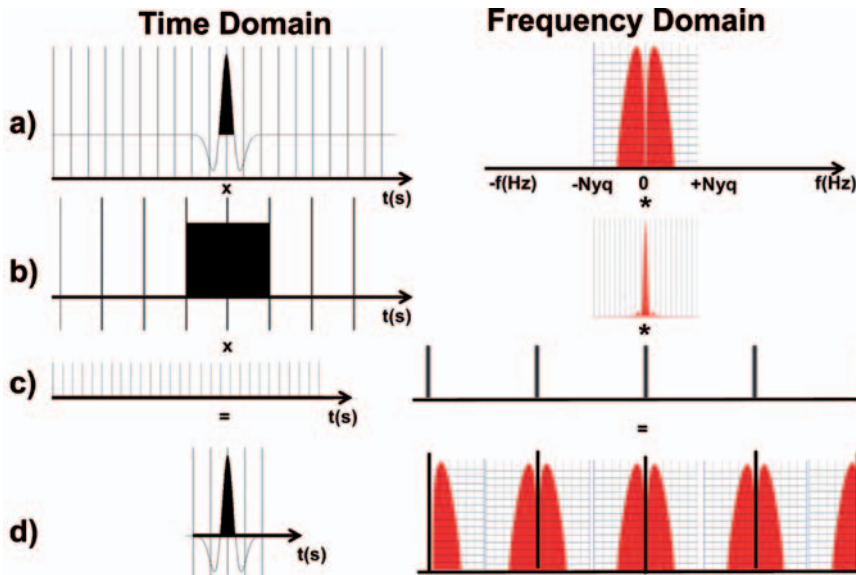 Time Domain
Frequency Domain
a)
x
t(s)
-f(Hz) -Nyq 0 +Nyq f(Hz)
*
b)
t(s)
*
x
c)
= t(s)
=
d)
t(s)